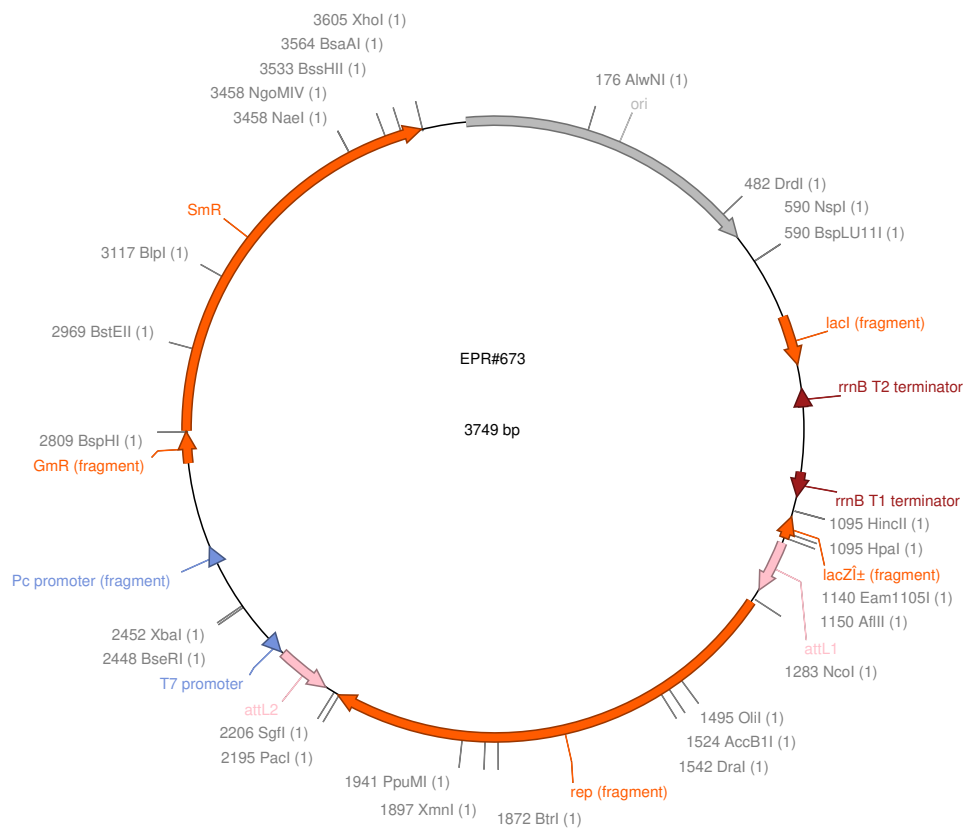 3605 XhoI (1)
3564 BsaAI (1)
3533 BssHII (1)
3458 NgoMIV (1)
3458 NaeI (1)
176 AlwNI (1)
ori
482 DrdI (1)
590 NspI (1)
590 BspLU11I (1)
SmR
3117 BlpI (1)
2969 BstEII (1)
lacI (fragment)
EPR#673
rrnB T2 terminator
3749 bp
2809 BspHI (1)
GmR (fragment)
rrnB T1 terminator
1095 HincII (1)
1095 HpaI (1)
lacZÎ± (fragment)
Pc promoter (fragment)
1140 Eam1105I (1)
1150 AflII (1)
2452 XbaI (1)
attL1
2448 BseRI (1)
1283 NcoI (1)
T7 promoter
attL2
1495 OliI (1)
2206 SgfI (1)
1524 AccB1I (1)
2195 PacI (1)
1542 DraI (1)
1941 PpuMI (1)
rep (fragment)
1897 XmnI (1)
1872 BtrI (1)